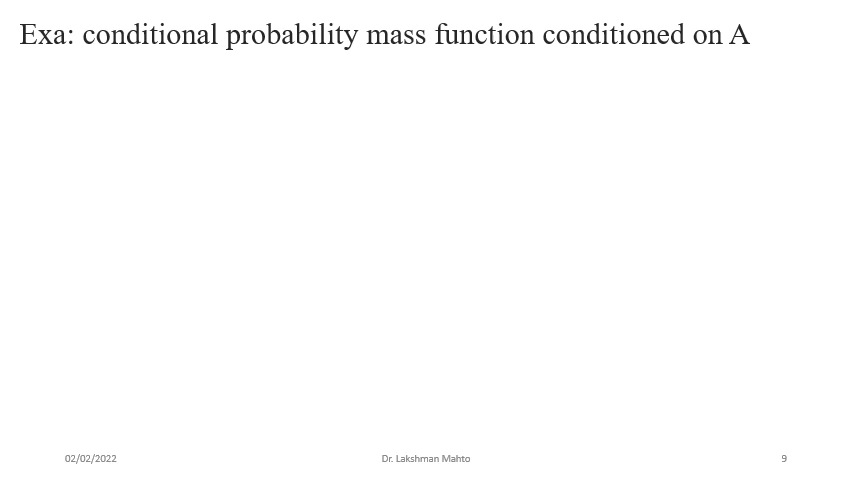 Exa: conditional probability mass function conditioned on A
02/02/2022
Dr. Lakshman Mahto
9